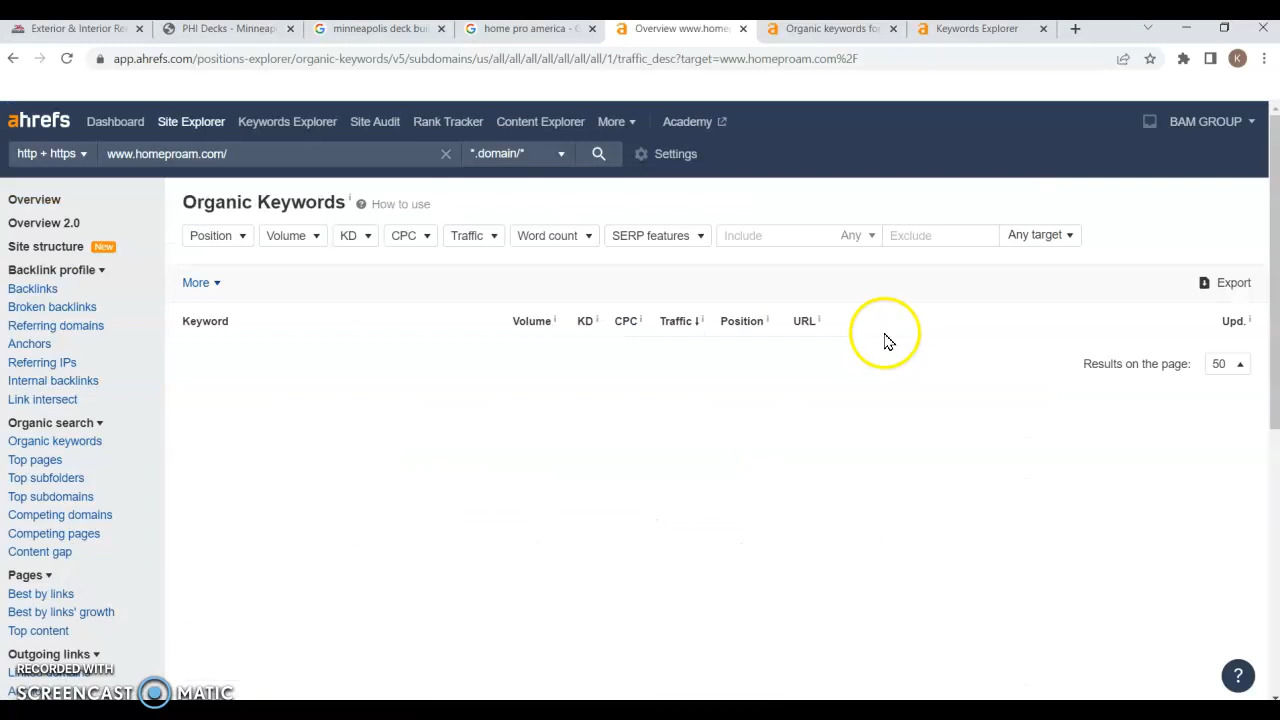 Exterior & Interior Re
PHI Decks - Minneap
minneapolis deck bui
home pro america - G
Overview www.home
Organic keywords fo
Keywords Explorer
app.ahrefs.com/positions-explorer/organic-keywords/v5/subdomains/us/all/all/all/all/all/all/all/1/traffic_desc?target=www.homeproam.com%2F
K
ahrefs
Dashboard
Site Explorer
Keywords Explorer
Site Audit
Rank Tracker
Content Explorer
More
Academy
BAM GROUP
http + https
www.homeproam.com/
*.domain/*
Settings
Overview
Overview 2.0
Site structure New
Backlink profile
Backlinks
Broken backlinks
Referring domains
Anchors
Referring IPs
Internal backlinks
Link intersect
Organic search
Organic keywords
Top pages
Top subfolders
Top subdomains
Competing domains
Competing pages
Content gap
Pages
Best by links
Best by links' growth
Top content
Outgoing links
Organic Keywords i ? How to use
Position
Volume
KD
CPC
Traffic
Word count
SERP features
Include
Any
Exclude
Any target
More
Export
Keyword
Volume i
KD i
CPC i
Traffic i
Position i
URL i
Upd. i
Results on the page: 50
?
RECORDED WITH
SCREENCAST MATIC